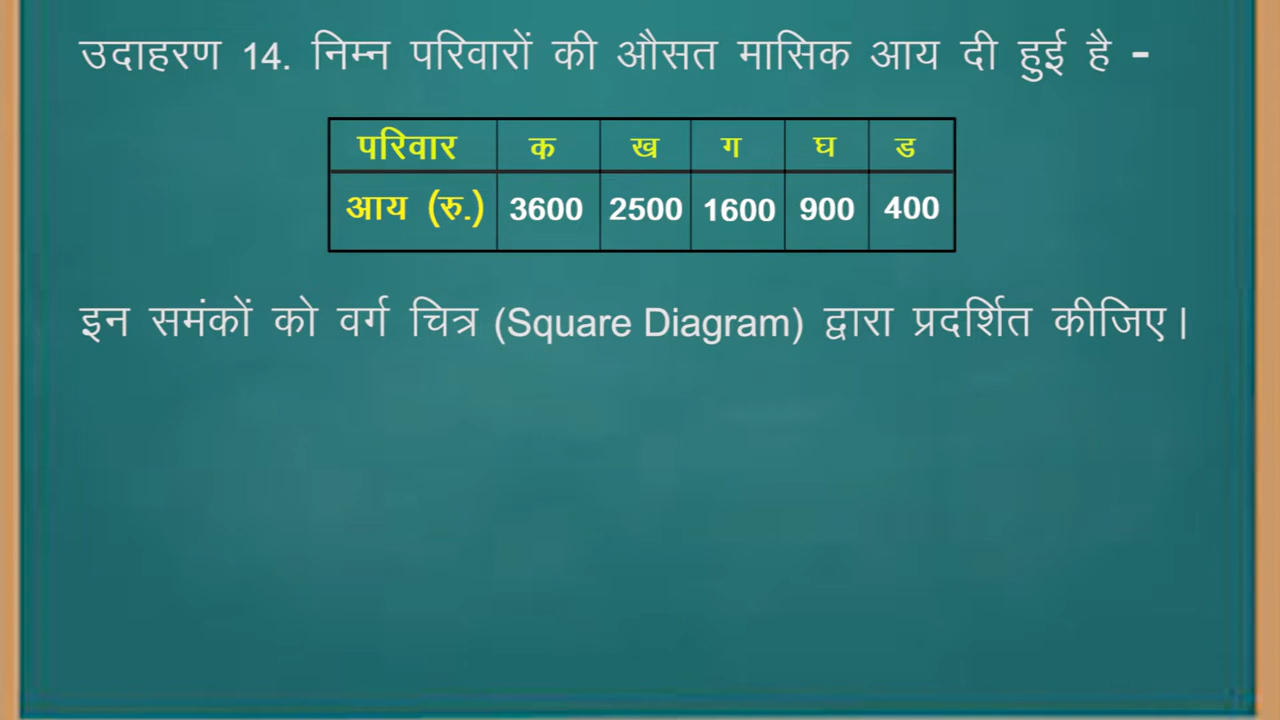 उदाहरण 14. निम्न परिवारों की औसत मासिक आय दी हुई है -
परिवार क ख ग घ ड
आय (रु.) 3600 2500 1600 900 400
इन समंकों को वर्ग चित्र (Square Diagram) द्वारा प्रदर्शित कीजिए।